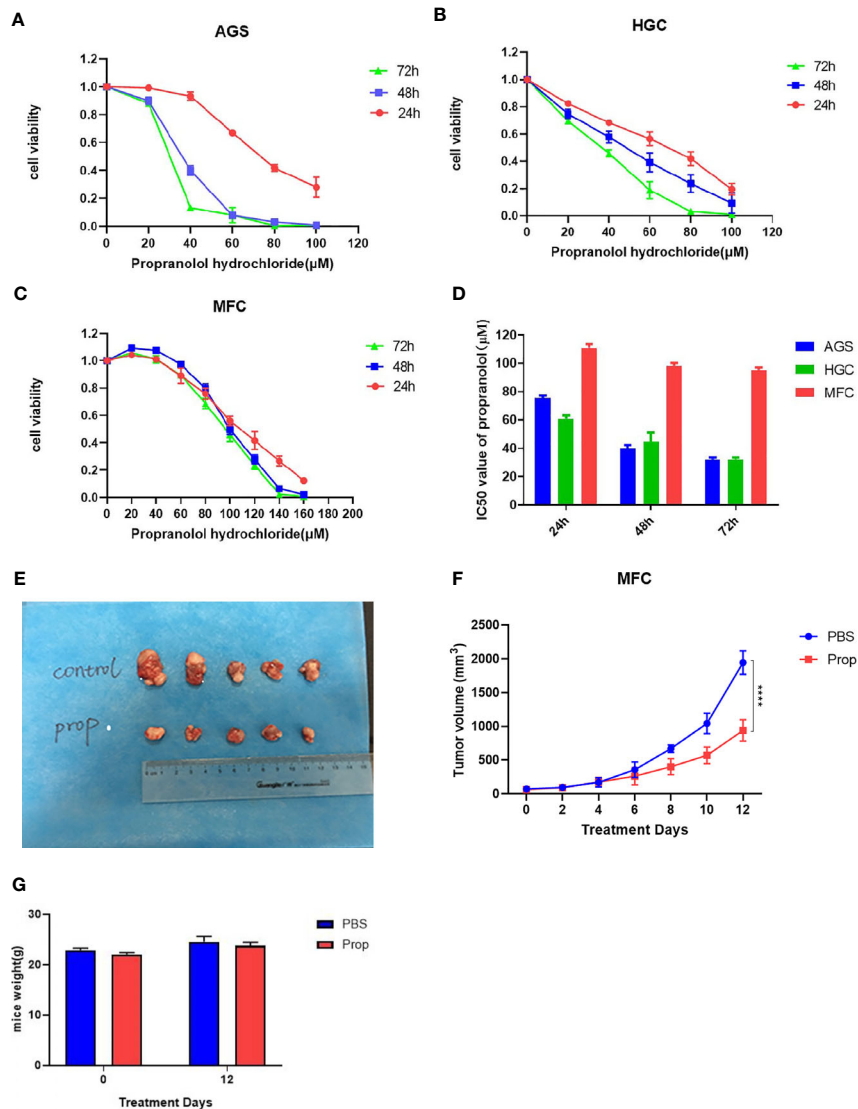 A
AGS
1.2
1.0
0.8
0.6
0.4
0.2
0.0
0 20 40 60 80 100 120
cell viability
Propranolol hydrochloride(μM)
72h
48h
24h
B
HGC
1.2
1.0
0.8
0.6
0.4
0.2
0.0
0 20 40 60 80 100 120
cell viability
Propranolol hydrochloride(μM)
72h
48h
24h
C
MFC
1.2
1.0
0.8
0.6
0.4
0.2
0.0
0 20 40 60 80 100 120 140 160 180 200
cell viability
Propranolol hydrochloride(μM)
72h
48h
24h
D
120
100
80
60
40
20
0
IC50 value of propranolol(μM)
24h 48h 72h
AGS
HGC
MFC
E
control
prop
F
MFC
2500
2000
1500
1000
500
0
0 2 4 6 8 10 12
Tumor volume (mm³)
Treatment Days
PBS
Prop
****
G
30
20
10
0
mice weight(g)
0 12
Treatment Days
PBS
Prop